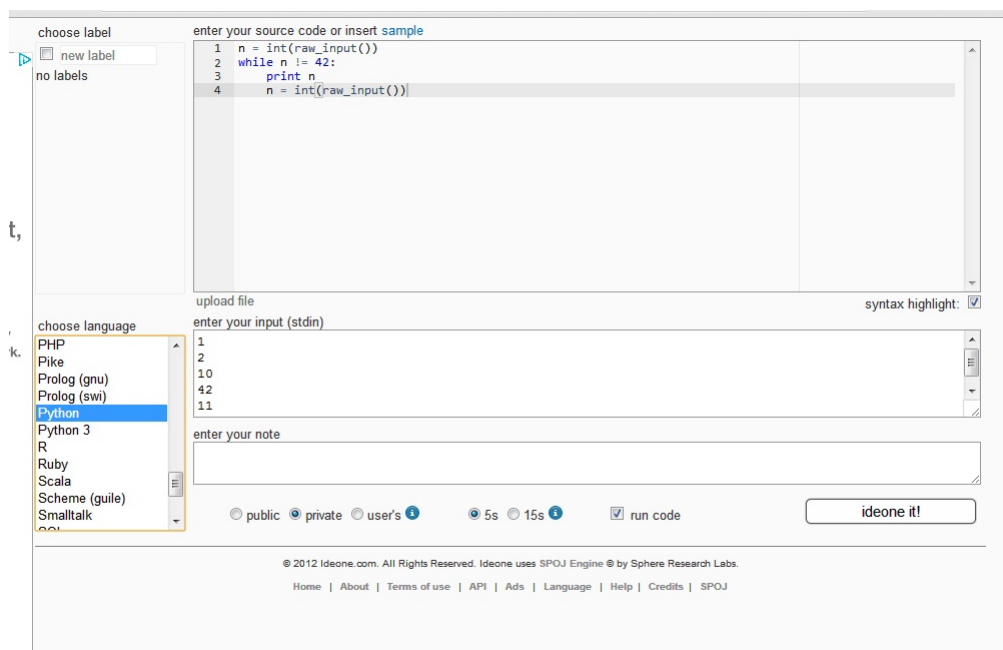 choose label
new label
no labels
enter your source code or insert sample
1 n = int(raw_input())
2 while n != 42:
3     print n
4     n = int(raw_input())
t,
upload file
syntax highlight:
choose language
rk.
PHP
Pike
Prolog (gnu)
Prolog (swi)
Python
Python 3
R
Ruby
Scala
Scheme (guile)
Smalltalk
enter your input (stdin)
1
2
10
42
11
enter your note
public private user's i 5s 15s i run code
ideone it!
© 2012 Ideone.com. All Rights Reserved. Ideone uses SPOJ Engine © by Sphere Research Labs.
Home | About | Terms of use | API | Ads | Language | Help | Credits | SPOJ